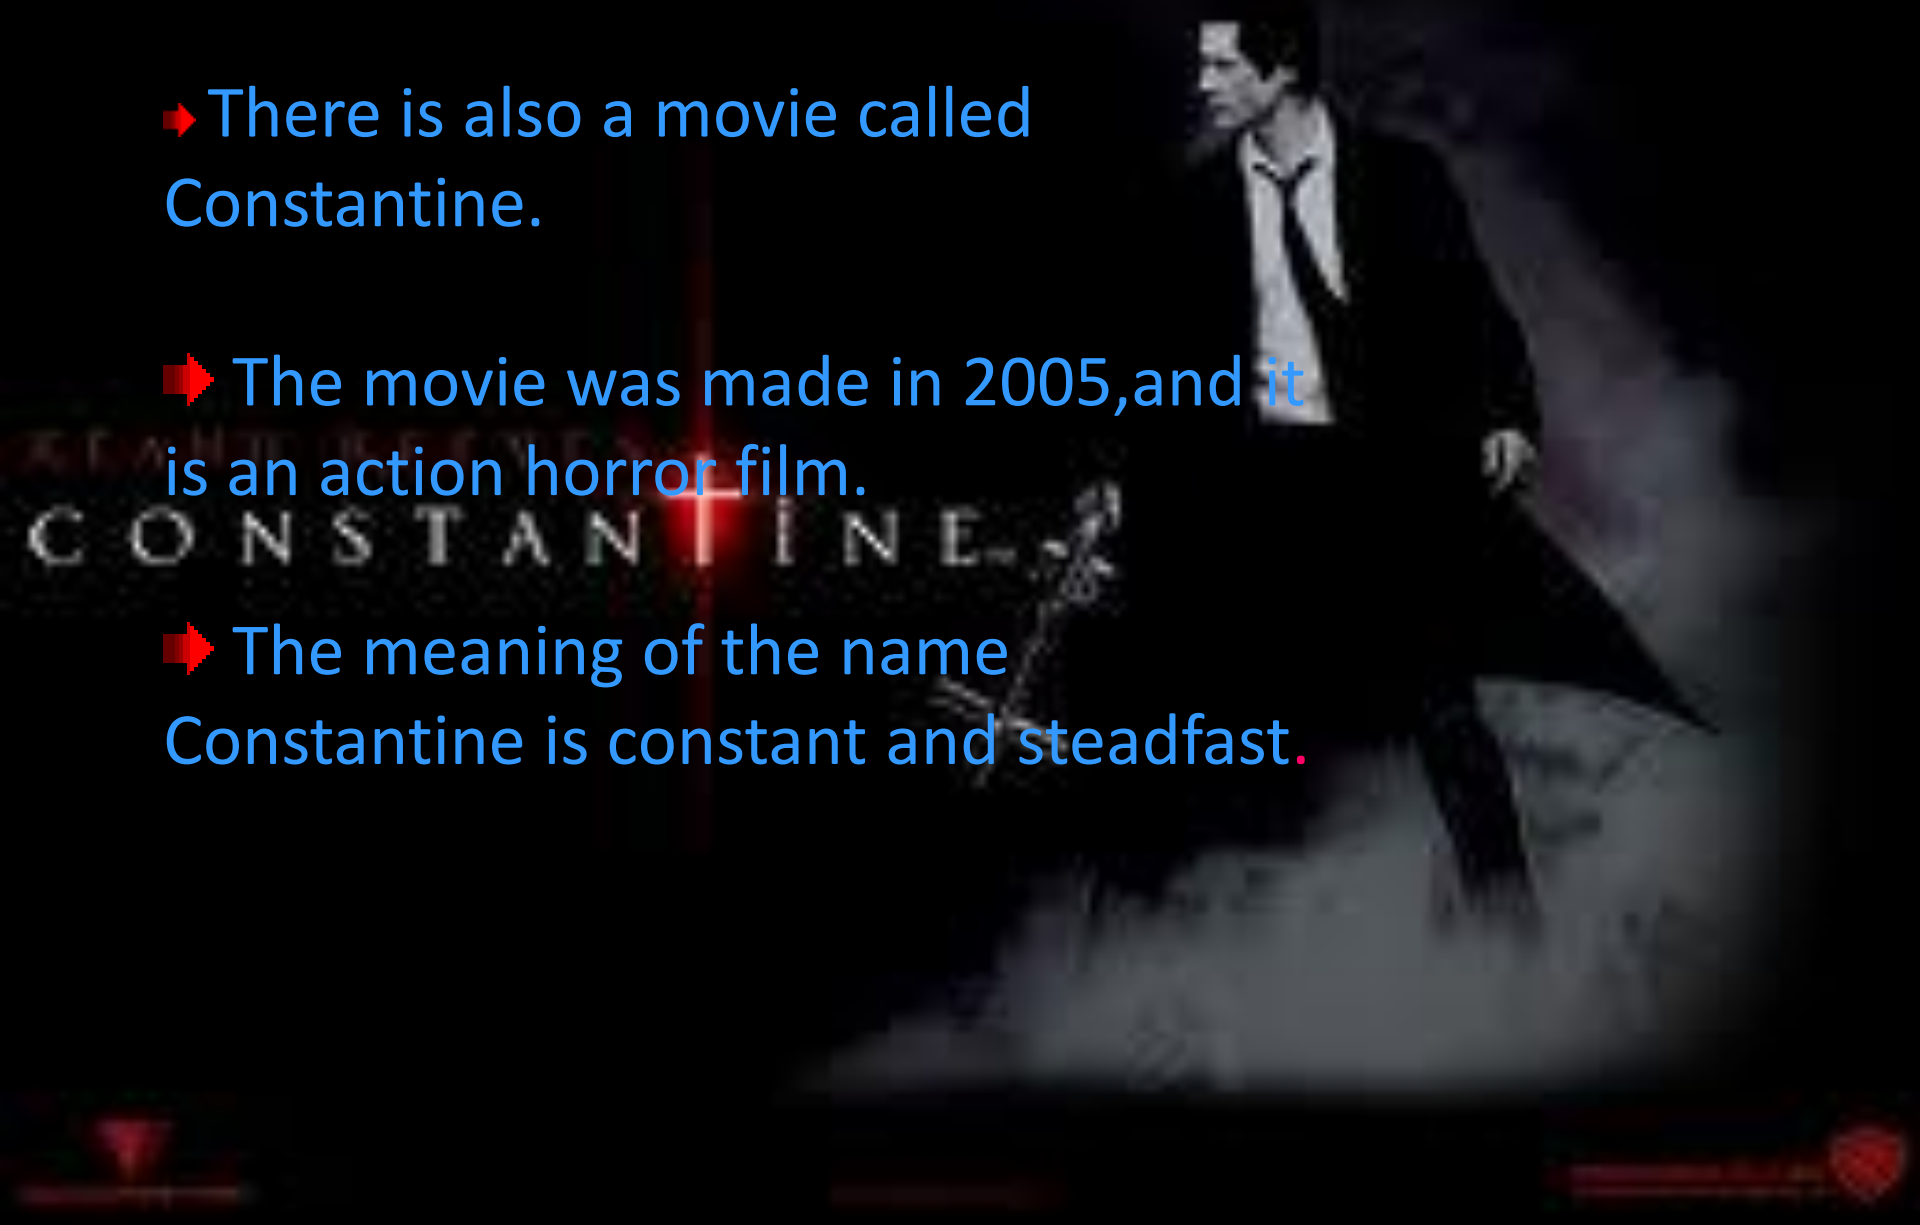 There is also a movie called
Constantine.
The movie was made in 2005,and it
is an action horror film.
CONSTANTINE
The meaning of the name
Constantine is constant and steadfast.